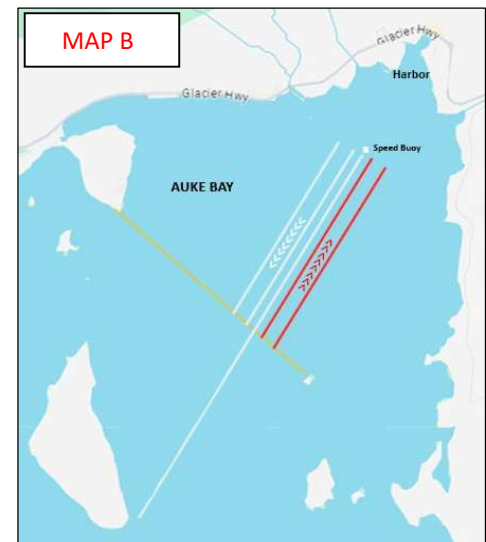 MAP B
Glacier Hwy
Harbor
Glacier Hwy
Speed Buoy
AUKE BAY